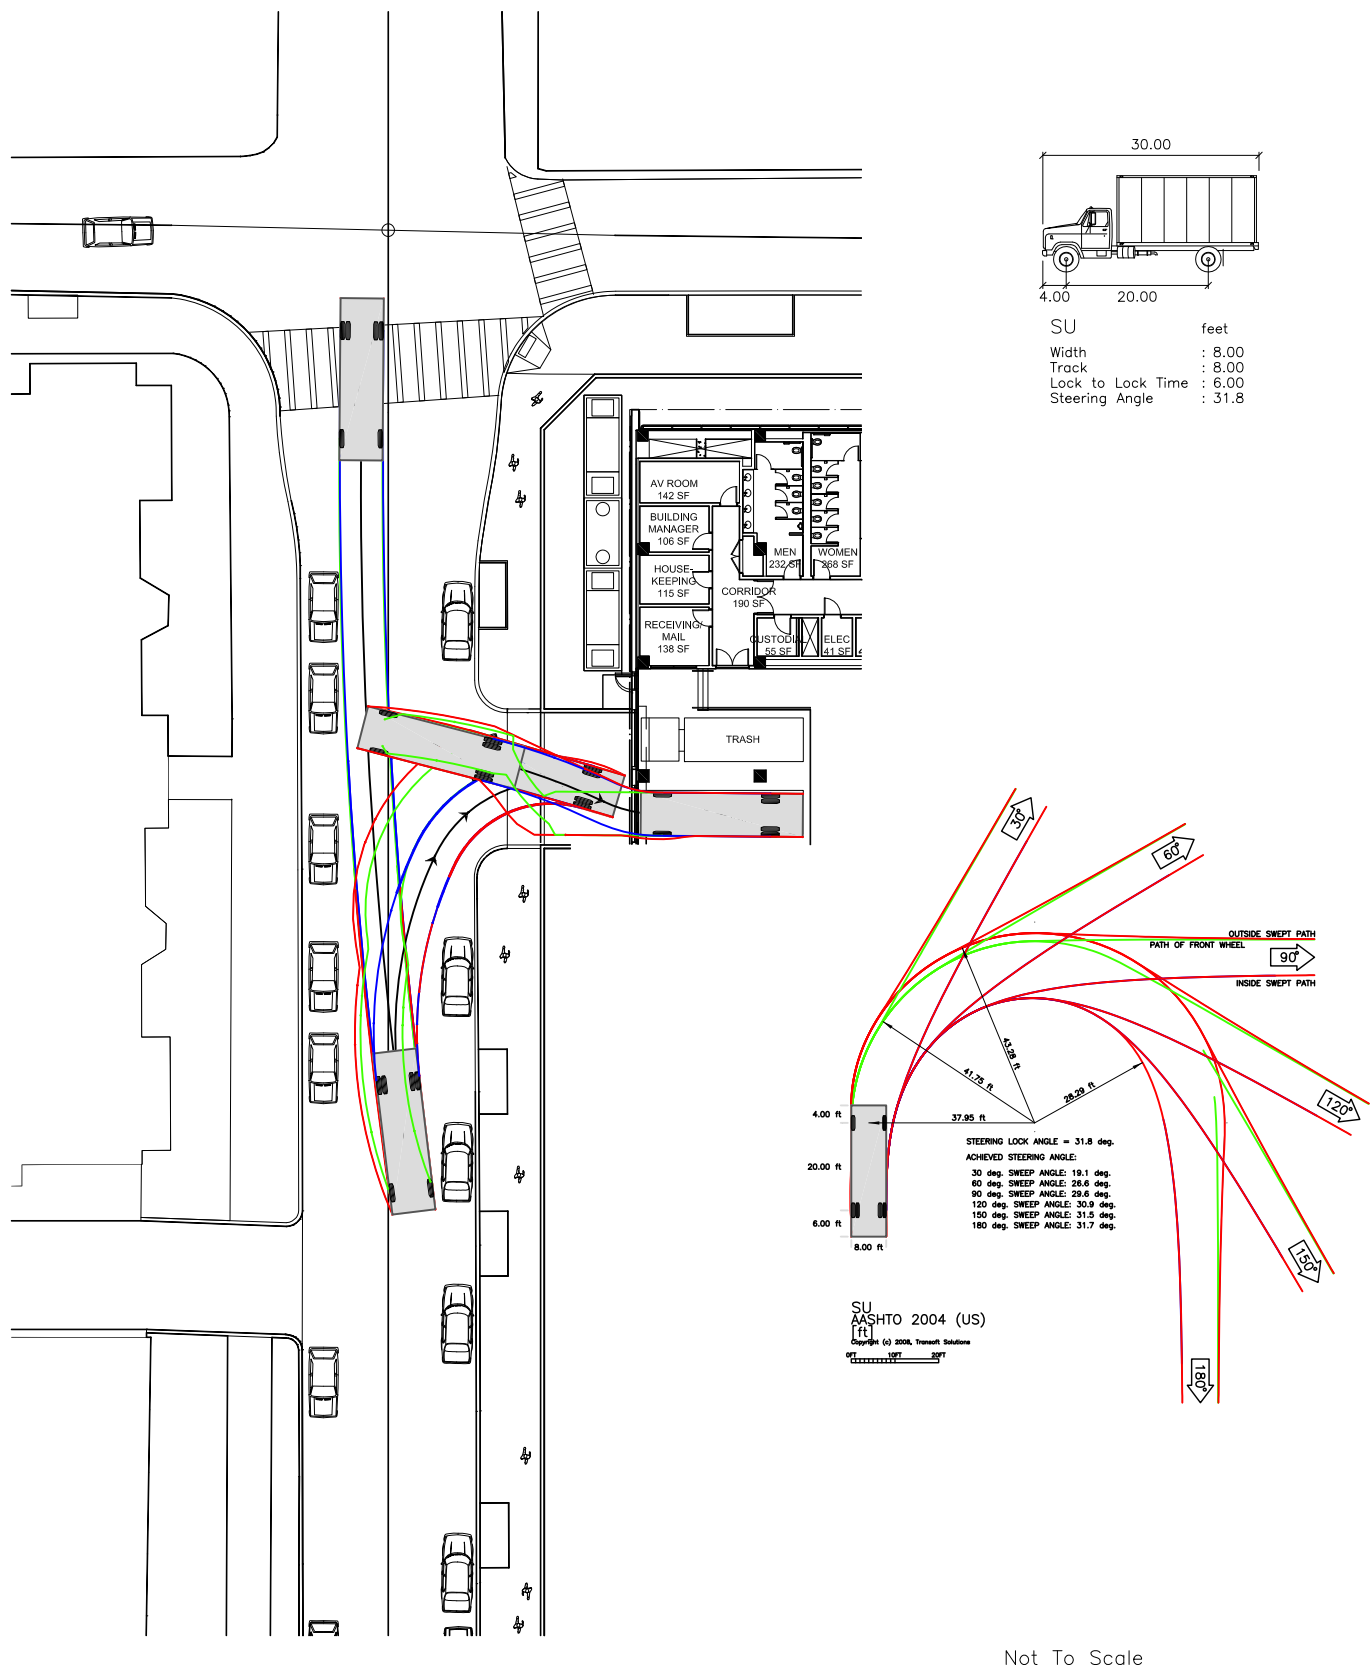 30.00
4.00
20.00
SU feet
Width : 8.00
Track : 8.00
Lock to Lock Time : 6.00
Steering Angle : 31.8
AV ROOM
142 SF
BUILDING
MANAGER
106 SF
HOUSE-
KEEPING
115 SF
RECEIVING/
MAIL
138 SF
CORRIDOR
190 SF
MEN
232 SF
WOMEN
268 SF
CUSTODIAL
55 SF
ELEC
41 SF
TRASH
30°
60°
OUTSIDE SWEPT PATH
PATH OF FRONT WHEEL
90°
INSIDE SWEPT PATH
43.28 ft
41.75 ft
28.29 ft
37.95 ft
4.00 ft
20.00 ft
6.00 ft
8.00 ft
120°
150°
180°
STEERING LOCK ANGLE = 31.8 deg.
ACHIEVED STEERING ANGLE:
30 deg. SWEEP ANGLE: 19.1 deg.
60 deg. SWEEP ANGLE: 26.6 deg.
90 deg. SWEEP ANGLE: 29.6 deg.
120 deg. SWEEP ANGLE: 30.9 deg.
150 deg. SWEEP ANGLE: 31.5 deg.
180 deg. SWEEP ANGLE: 31.7 deg.
SU
AASHTO 2004 (US)
[ft]
Copyright (c) 2008, Transoft Solutions
0FT 10FT 20FT
Not To Scale